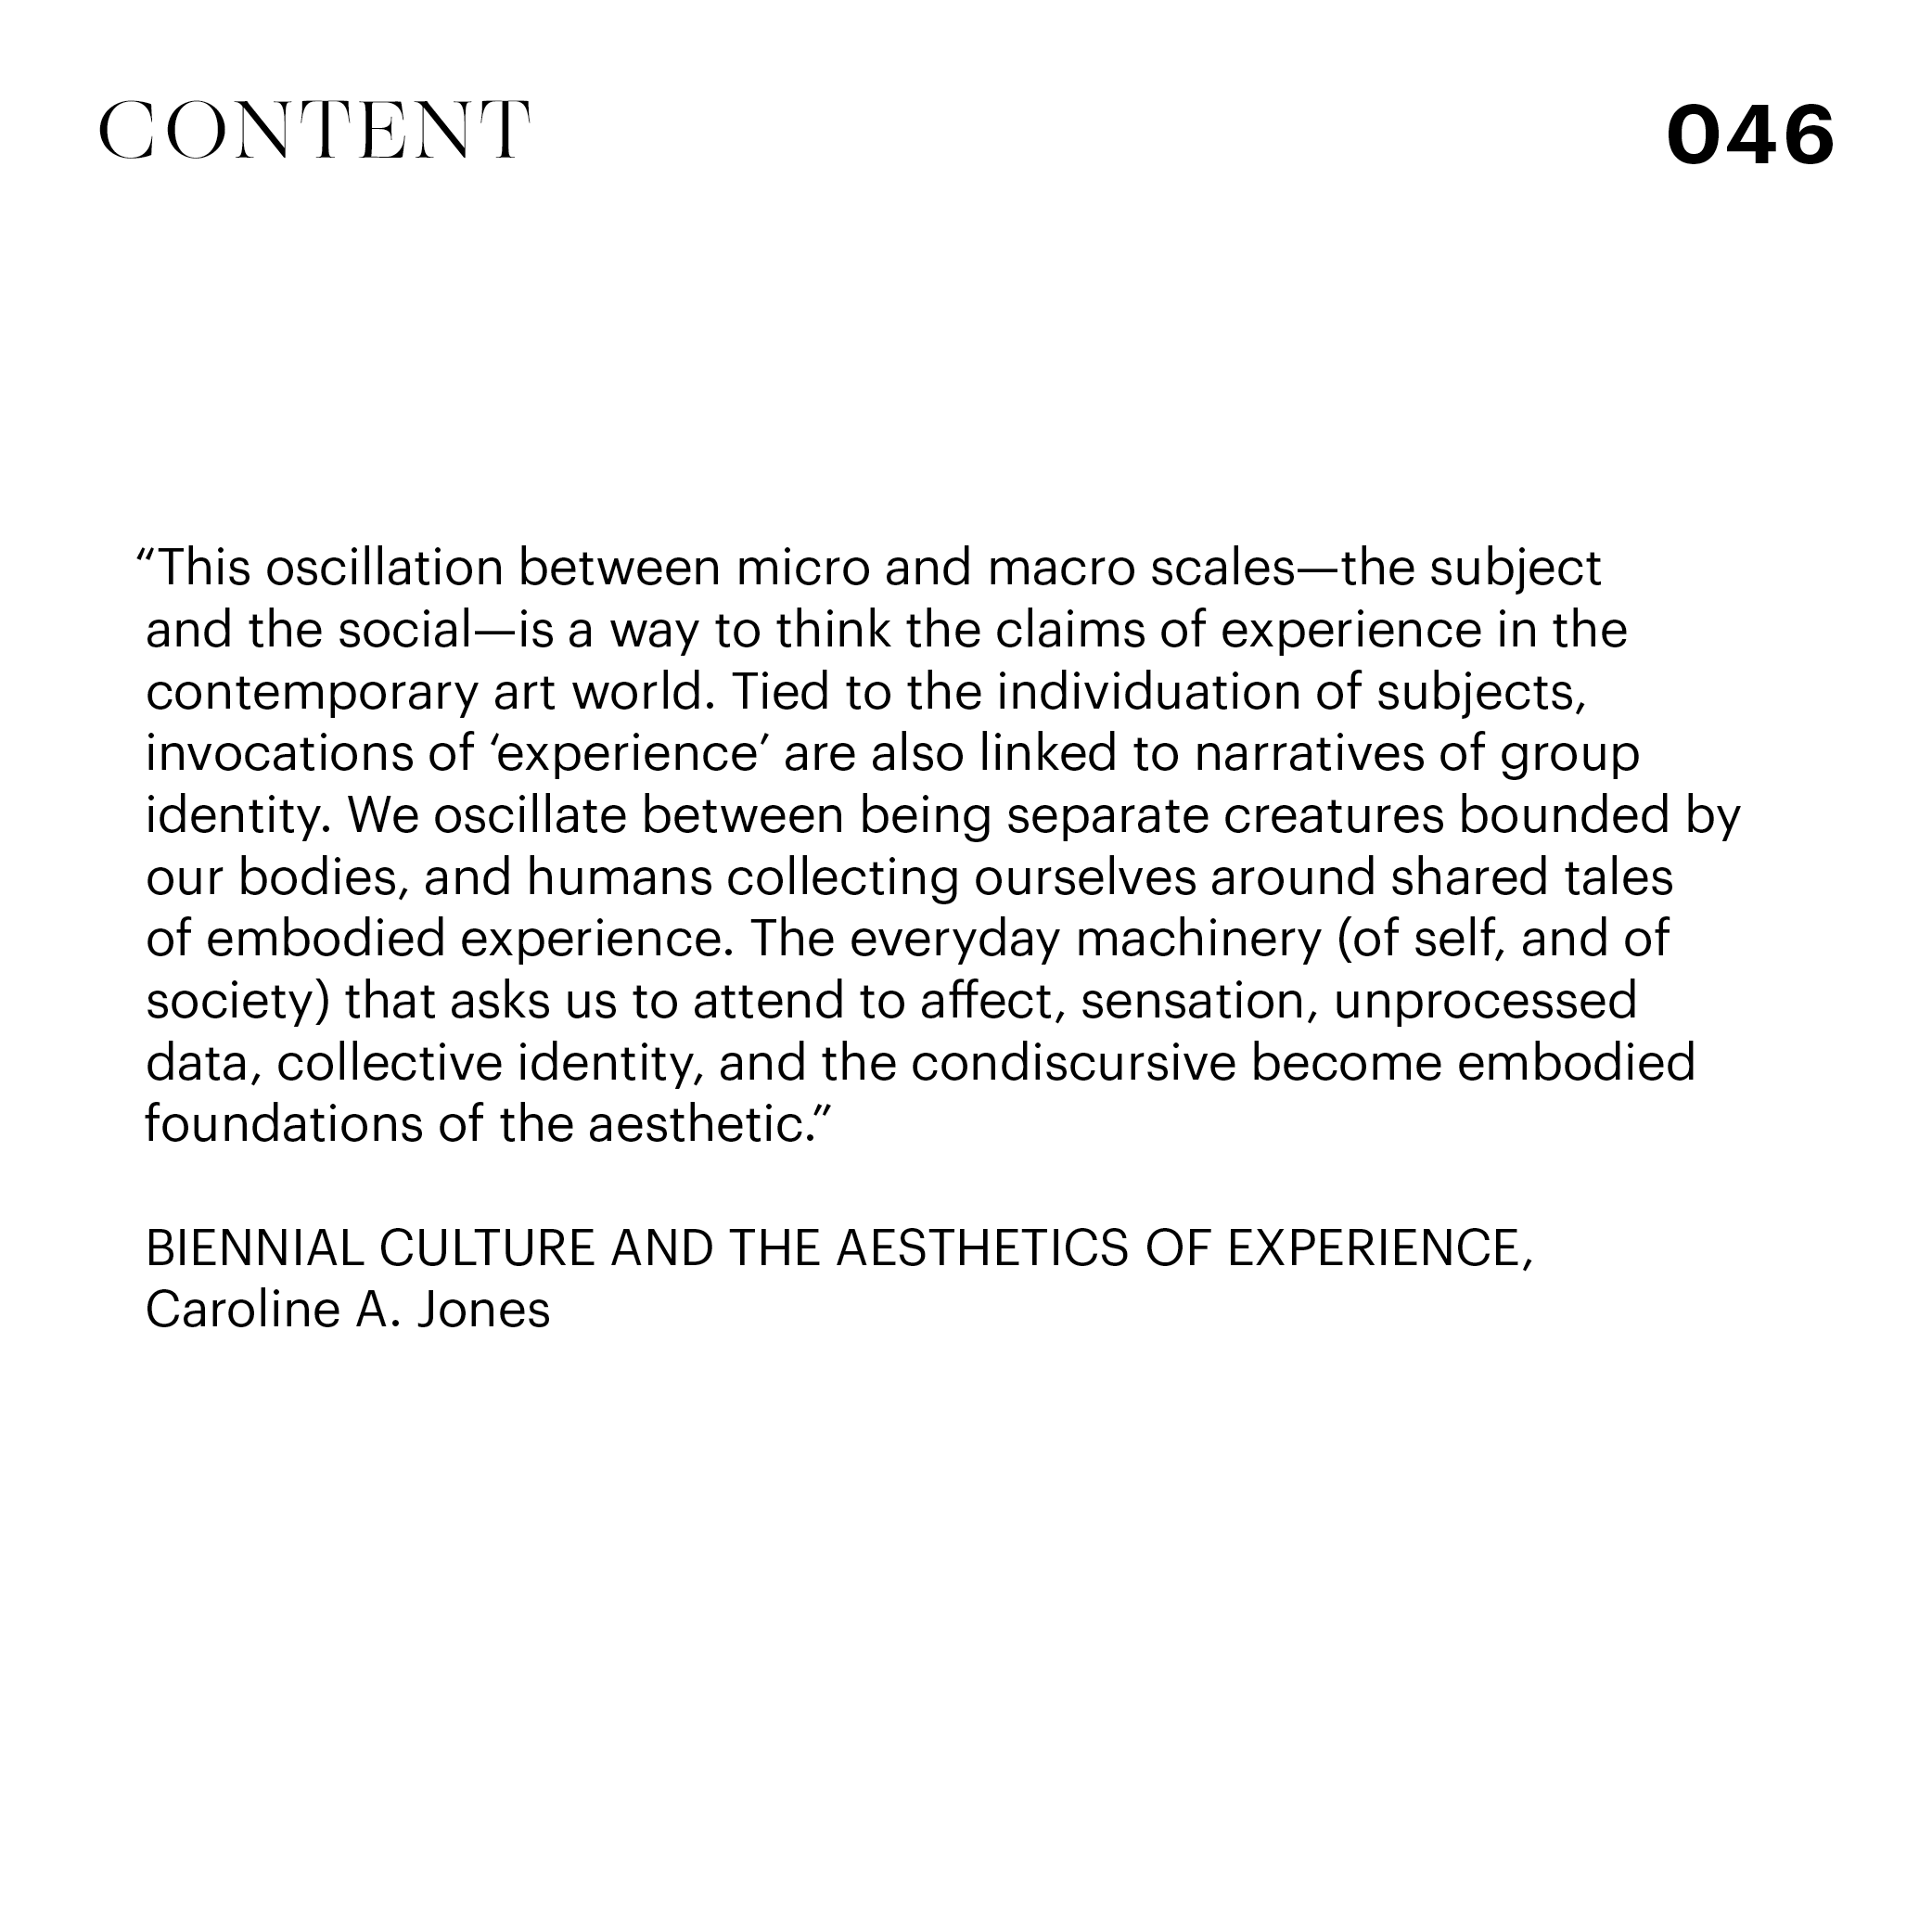 CONTENT
046
“This oscillation between micro and macro scales—the subject
and the social—is a way to think the claims of experience in the
contemporary art world. Tied to the individuation of subjects,
invocations of ‘experience’ are also linked to narratives of group
identity. We oscillate between being separate creatures bounded by
our bodies, and humans collecting ourselves around shared tales
of embodied experience. The everyday machinery (of self, and of
society) that asks us to attend to affect, sensation, unprocessed
data, collective identity, and the condiscursive become embodied
foundations of the aesthetic.”
BIENNIAL CULTURE AND THE AESTHETICS OF EXPERIENCE,
Caroline A. Jones